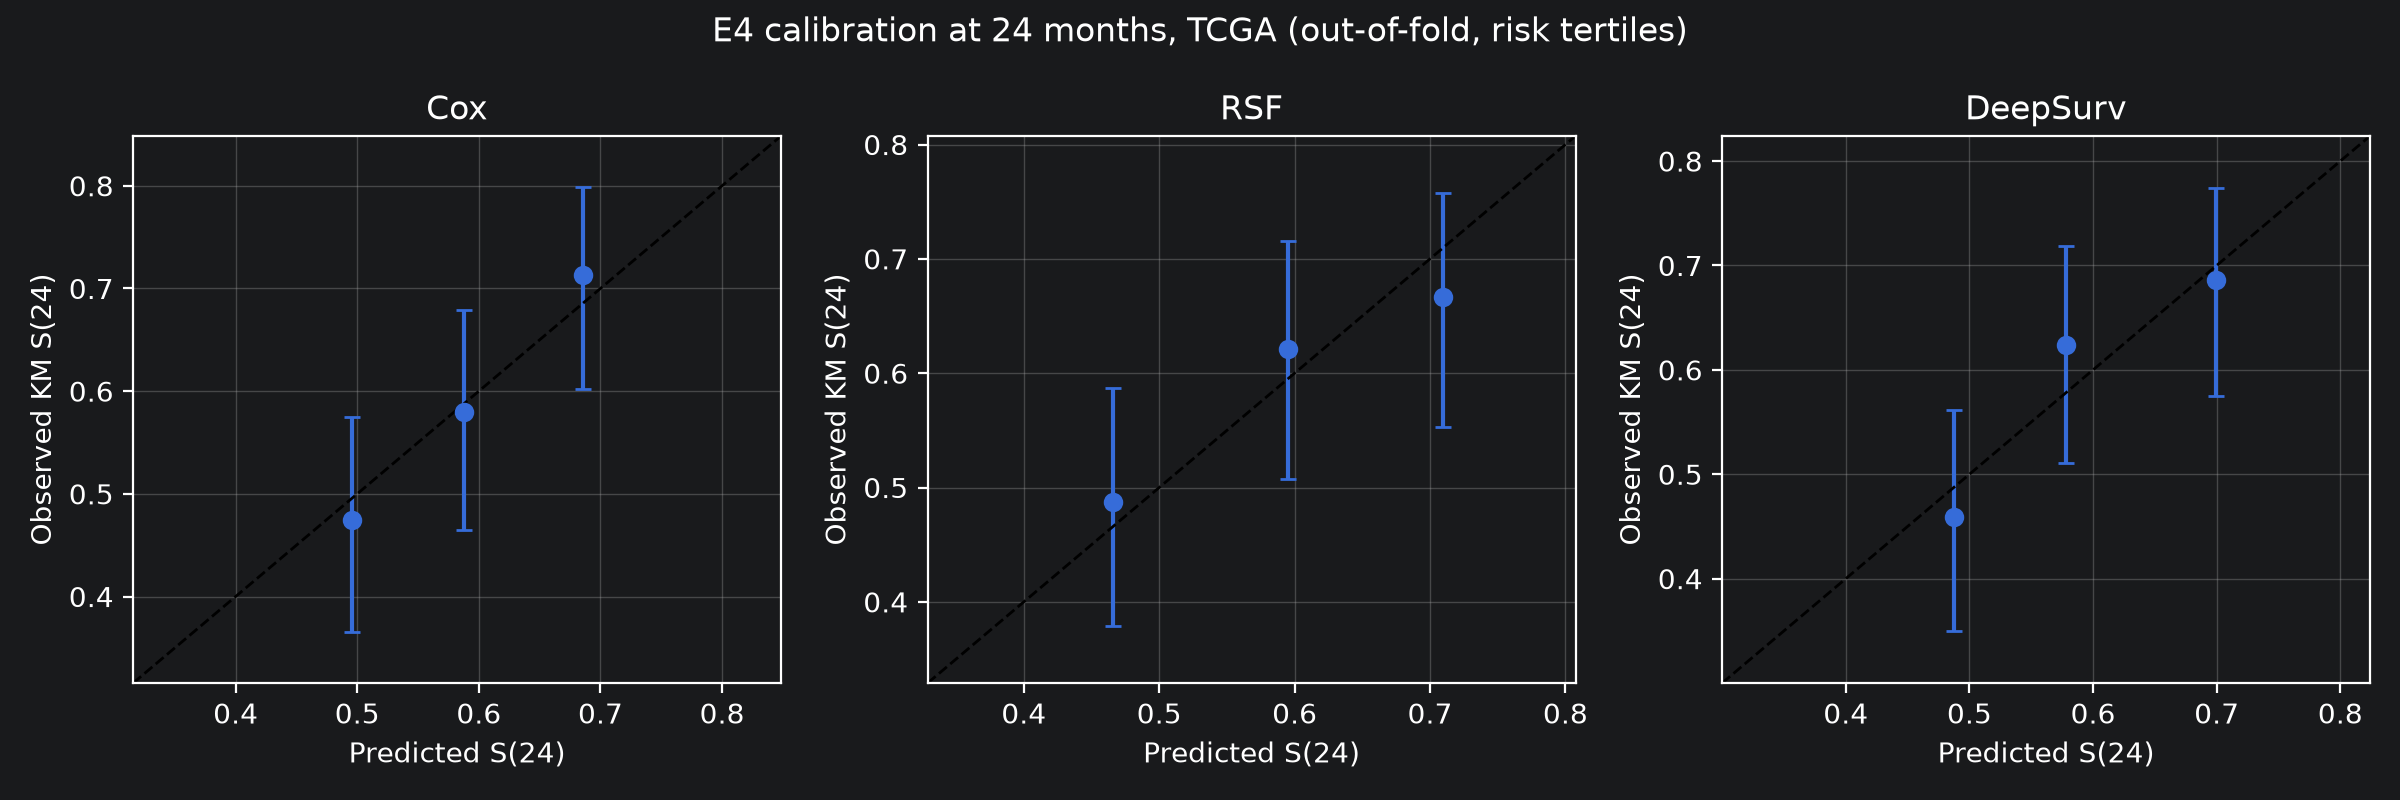 E4 calibration at 24 months, TCGA (out-of-fold, risk tertiles)
Cox
Observed KM S(24)
0.8
0.7
0.6
0.5
0.4
0.4 0.5 0.6 0.7 0.8
Predicted S(24)
RSF
Observed KM S(24)
0.8
0.7
0.6
0.5
0.4
0.4 0.5 0.6 0.7 0.8
Predicted S(24)
DeepSurv
Observed KM S(24)
0.8
0.7
0.6
0.5
0.4
0.4 0.5 0.6 0.7 0.8
Predicted S(24)